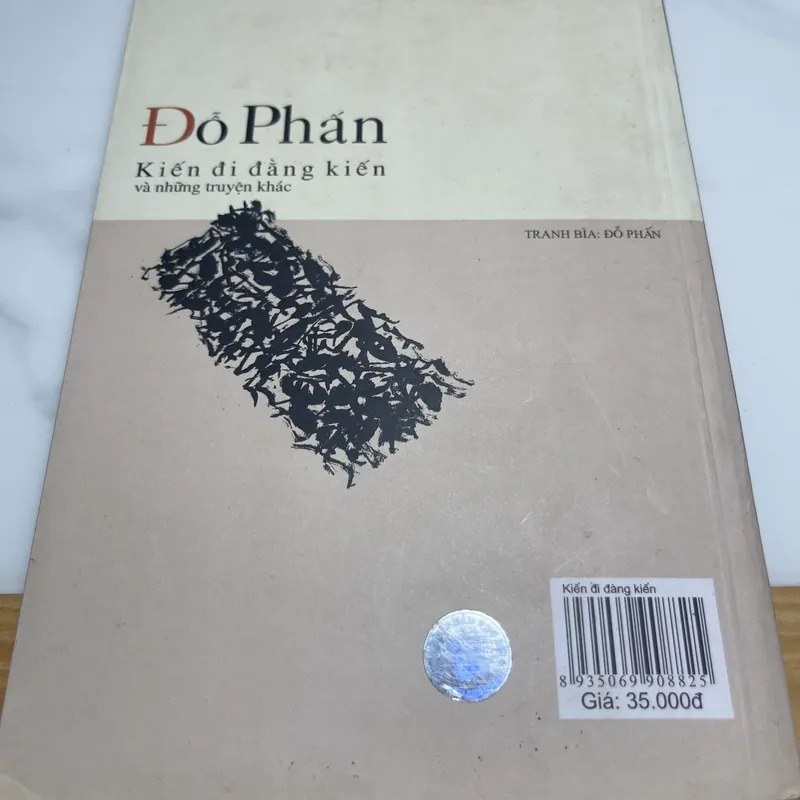 Đỗ Phấn
Kiến đi đằng kiến
và những truyện khác
TRANH BÌA: ĐỖ PHẤN
Kiến đi đàng kiến
8 935069 908825
Giá: 35.000đ